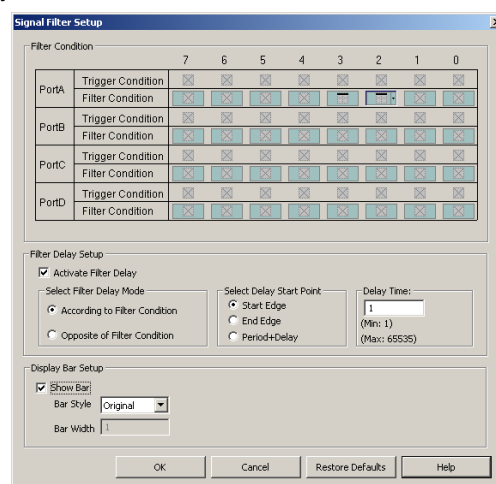 Signal Filter Setup
Filter Condition
7 6 5 4 3 2 1 0
PortA
Trigger Condition
Filter Condition
PortB
Trigger Condition
Filter Condition
PortC
Trigger Condition
Filter Condition
PortD
Trigger Condition
Filter Condition
Filter Delay Setup
Activate Filter Delay
Select Filter Delay Mode
According to Filter Condition
Opposite of Filter Condition
Select Delay Start Point
Start Edge
End Edge
Period+Delay
Delay Time:
1
(Min: 1)
(Max: 65535)
Display Bar Setup
Show Bar
Bar Style Original
Bar Width 1
OK Cancel Restore Defaults Help